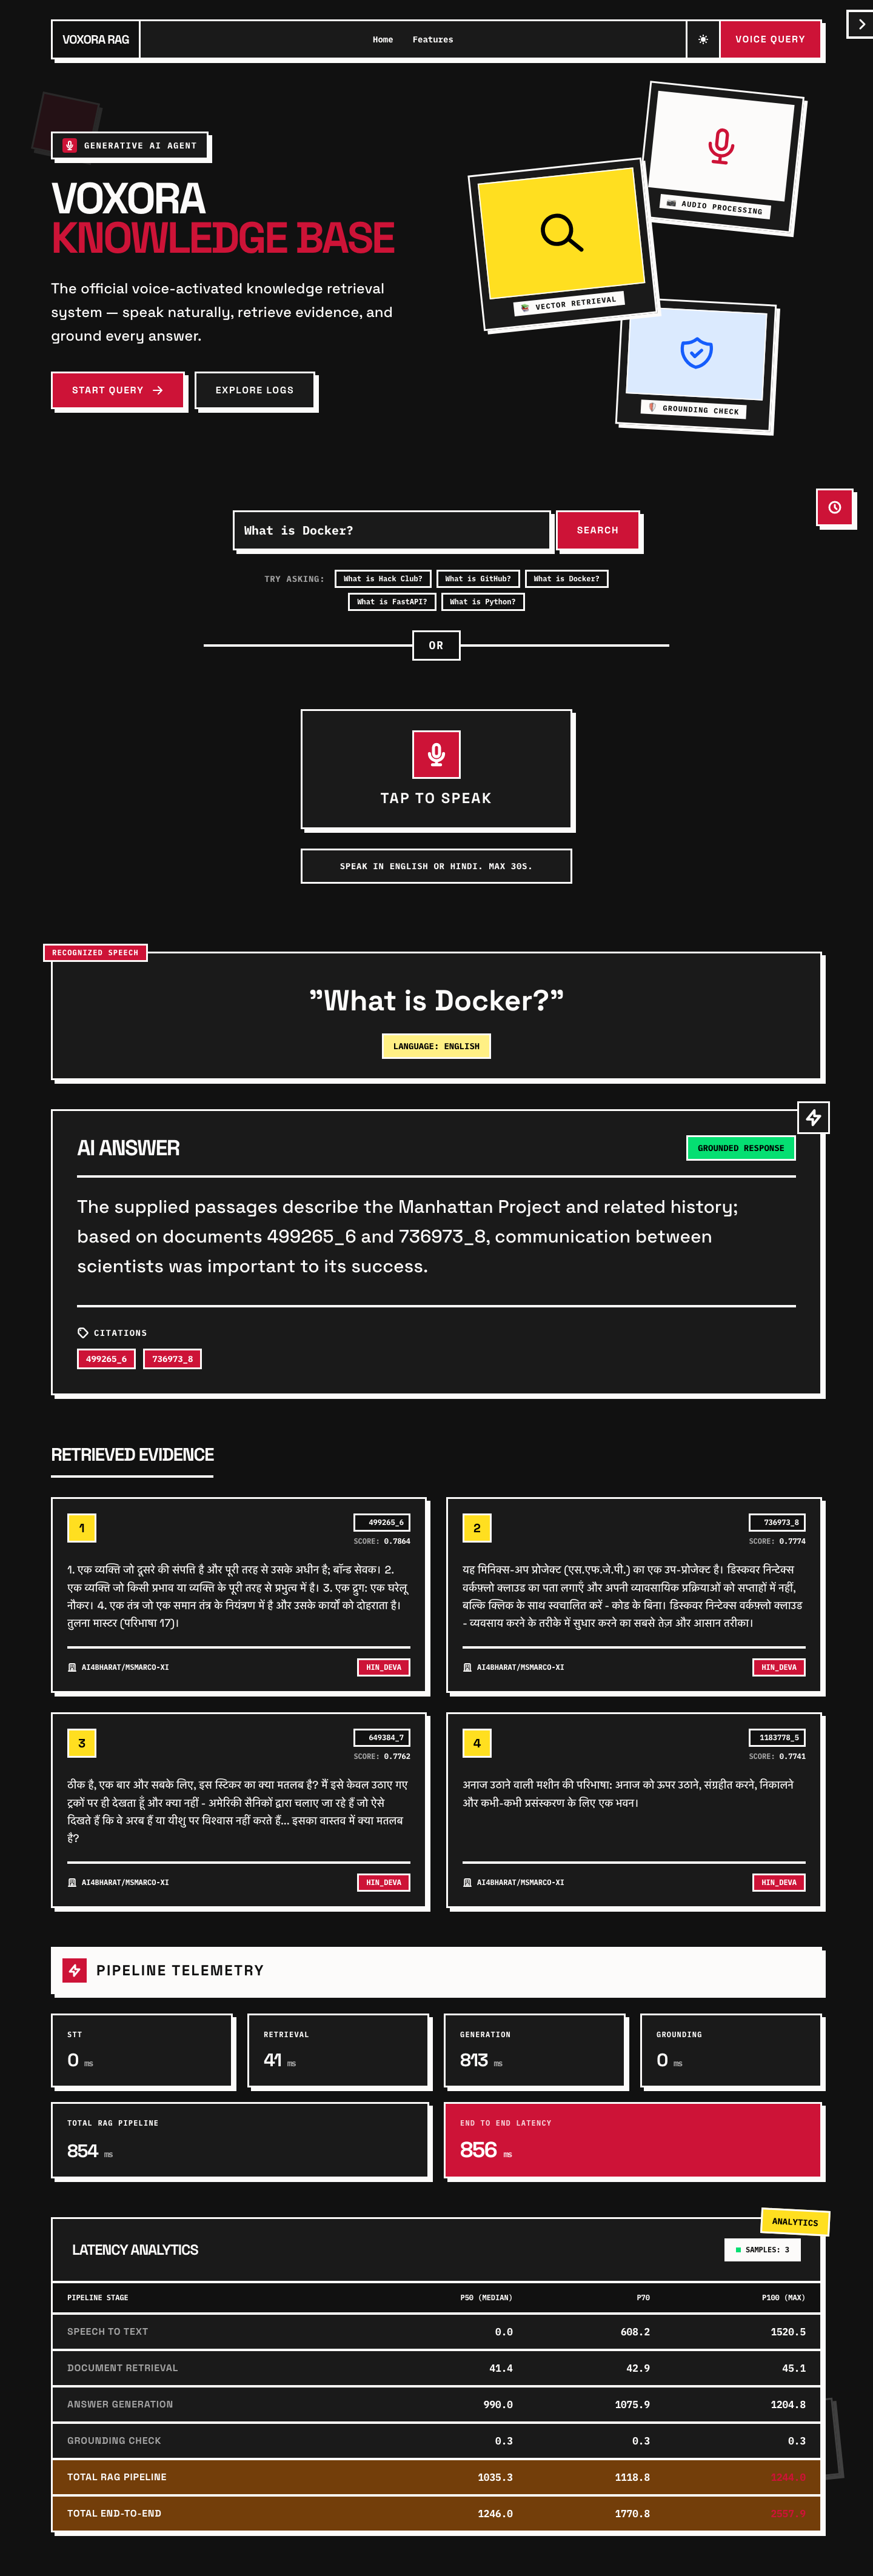 VOXORA RAG
Home Features
VOICE QUERY
GENERATIVE AI AGENT
VOXORA
KNOWLEDGE BASE
The official voice-activated knowledge retrieval
system — speak naturally, retrieve evidence, and
ground every answer.
START QUERY
EXPLORE LOGS
AUDIO PROCESSING
VECTOR RETRIEVAL
GROUNDING CHECK
What is Docker?
SEARCH
TRY ASKING: What is Hack Club? What is GitHub? What is Docker?
What is FastAPI? What is Python?
OR
TAP TO SPEAK
SPEAK IN ENGLISH OR HINDI. MAX 30S.
RECOGNIZED SPEECH
”What is Docker?”
LANGUAGE: ENGLISH
AI ANSWER
GROUNDED RESPONSE
The supplied passages describe the Manhattan Project and related history;
based on documents 499265_6 and 736973_8, communication between
scientists was important to its success.
CITATIONS
499265_6 736973_8
RETRIEVED EVIDENCE
1
499265_6
SCORE: 0.7864
1. एक व्यक्ति जो दूसरे की संपत्ति है और पूरी तरह से उसके अधीन है; बॉन्ड सेवक। 2.
एक व्यक्ति जो किसी प्रभाव या व्यक्ति के पूरी तरह से प्रभुत्व में है। 3. एक द्रुग: एक घरेलू
नौकर। 4. एक तंत्र जो एक समान तंत्र के नियंत्रण में है और उसके कार्यों को दोहराता है।
तुलना मास्टर (परिभाषा 17)।
AI4BHARAT/MSMARCO-XI
HIN_DEVA
2
736973_8
SCORE: 0.7774
यह मिनिक्स-अप प्रोजेक्ट (एस.एफ.जे.पी.) का एक उप-प्रोजेक्ट है। डिस्कवर निन्टेक्स
वर्कफ़्लो क्लाउड का पता लगाएँ और अपनी व्यावसायिक प्रक्रियाओं को सप्ताहों में नहीं,
बल्कि क्लिक के साथ स्वचालित करें - कोड के बिना। डिस्कवर निन्टेक्स वर्कफ़्लो क्लाउड
- व्यवसाय करने के तरीके में सुधार करने का सबसे तेज़ और आसान तरीका।
AI4BHARAT/MSMARCO-XI
HIN_DEVA
3
649384_7
SCORE: 0.7762
ठीक है, एक बार और सबके लिए, इस स्टिकर का क्या मतलब है? मैं इसे केवल उठाए गए
ट्रकों पर ही देखता हूँ और क्या नहीं - अमेरिकी सैनिकों द्वारा चलाए जा रहे हैं जो ऐसे
दिखते हैं कि वे अरब हैं या यीशु पर विश्वास नहीं करते हैं... इसका वास्तव में क्या मतलब
है?
AI4BHARAT/MSMARCO-XI
HIN_DEVA
4
1183778_5
SCORE: 0.7741
अनाज उठाने वाली मशीन की परिभाषा: अनाज को ऊपर उठाने, संग्रहीत करने, निकालने
और कभी-कभी प्रसंस्करण के लिए एक भवन।
AI4BHARAT/MSMARCO-XI
HIN_DEVA
PIPELINE TELEMETRY
STT
0 ms
RETRIEVAL
41 ms
GENERATION
813 ms
GROUNDING
0 ms
TOTAL RAG PIPELINE
854 ms
END TO END LATENCY
856 ms
ANALYTICS
LATENCY ANALYTICS
SAMPLES: 3
PIPELINE STAGE P50 (MEDIAN) P70 P100 (MAX)
SPEECH TO TEXT 0.0 608.2 1520.5
DOCUMENT RETRIEVAL 41.4 42.9 45.1
ANSWER GENERATION 990.0 1075.9 1204.8
GROUNDING CHECK 0.3 0.3 0.3
TOTAL RAG PIPELINE 1035.3 1118.8
TOTAL END-TO-END 1246.0 1770.8